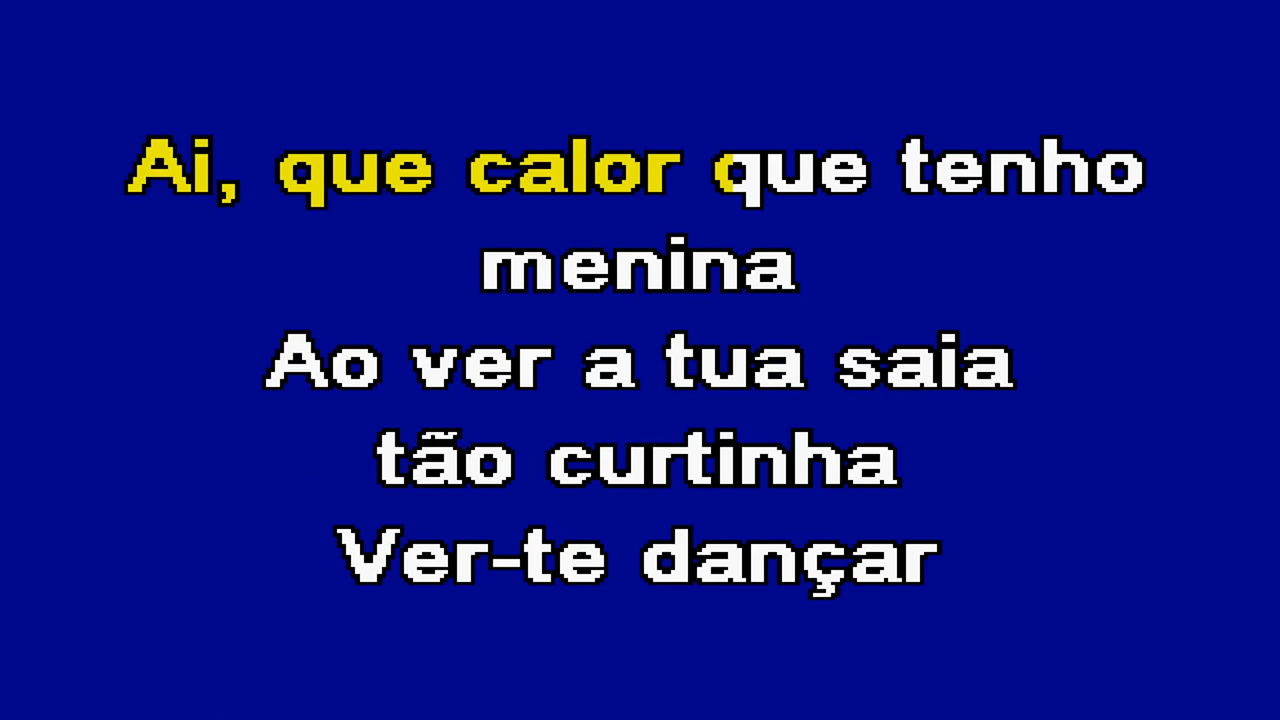 Ai, que calor que tenho
menina
Ao ver a tua saia
tão curtinha
Ver-te dançar